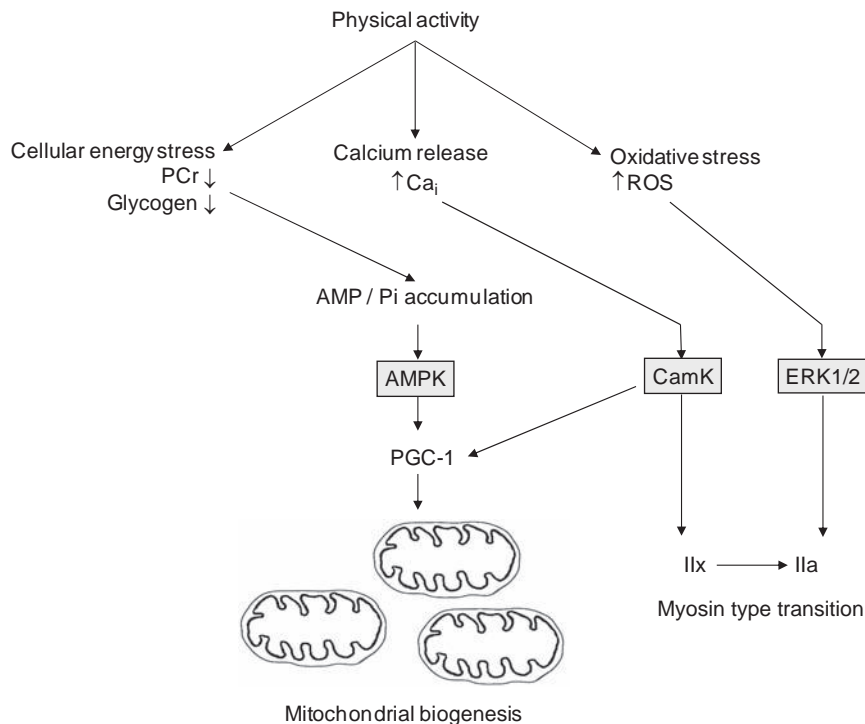 Physical activity
Cellular energy stress
PCr ↓
Glycogen ↓
Calcium release
↑Cai
Oxidative stress
↑ROS
AMP / Pi accumulation
AMPK
CamK
ERK1/2
PGC-1
IIx
IIa
Myosin type transition
Mitochondrial biogenesis